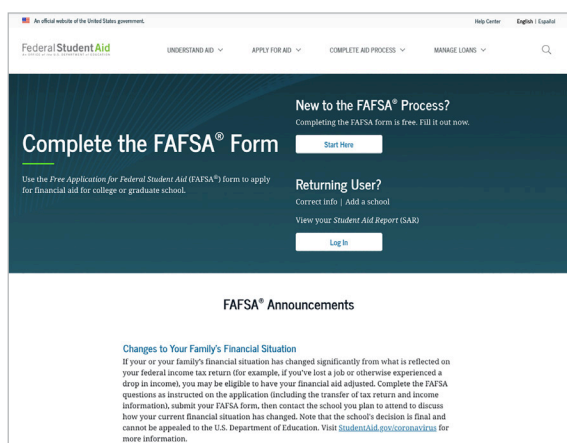 An official website of the United States government.
Help Center English | Español
Federal Student Aid
UNDERSTAND AID APPLY FOR AID COMPLETE AID PROCESS MANAGE LOANS
Complete the FAFSA® Form
Use the Free Application for Federal Student Aid (FAFSA®) form to apply
for financial aid for college or graduate school.
New to the FAFSA® Process?
Completing the FAFSA form is free. Fill it out now.
Start Here
Returning User?
Correct info | Add a school
View your Student Aid Report (SAR)
Log In
FAFSA® Announcements
Changes to Your Family's Financial Situation
If your or your family's financial situation has changed significantly from what is reflected on
your federal income tax return (for example, if you've lost a job or otherwise experienced a
drop in income), you may be eligible to have your financial aid adjusted. Complete the FAFSA
questions as instructed on the application (including the transfer of tax return and income
information), submit your FAFSA form, then contact the school you plan to attend to discuss
how your current financial situation has changed. Note that the school's decision is final and
cannot be appealed to the U.S. Department of Education. Visit StudentAid.gov/coronavirus for
more information.